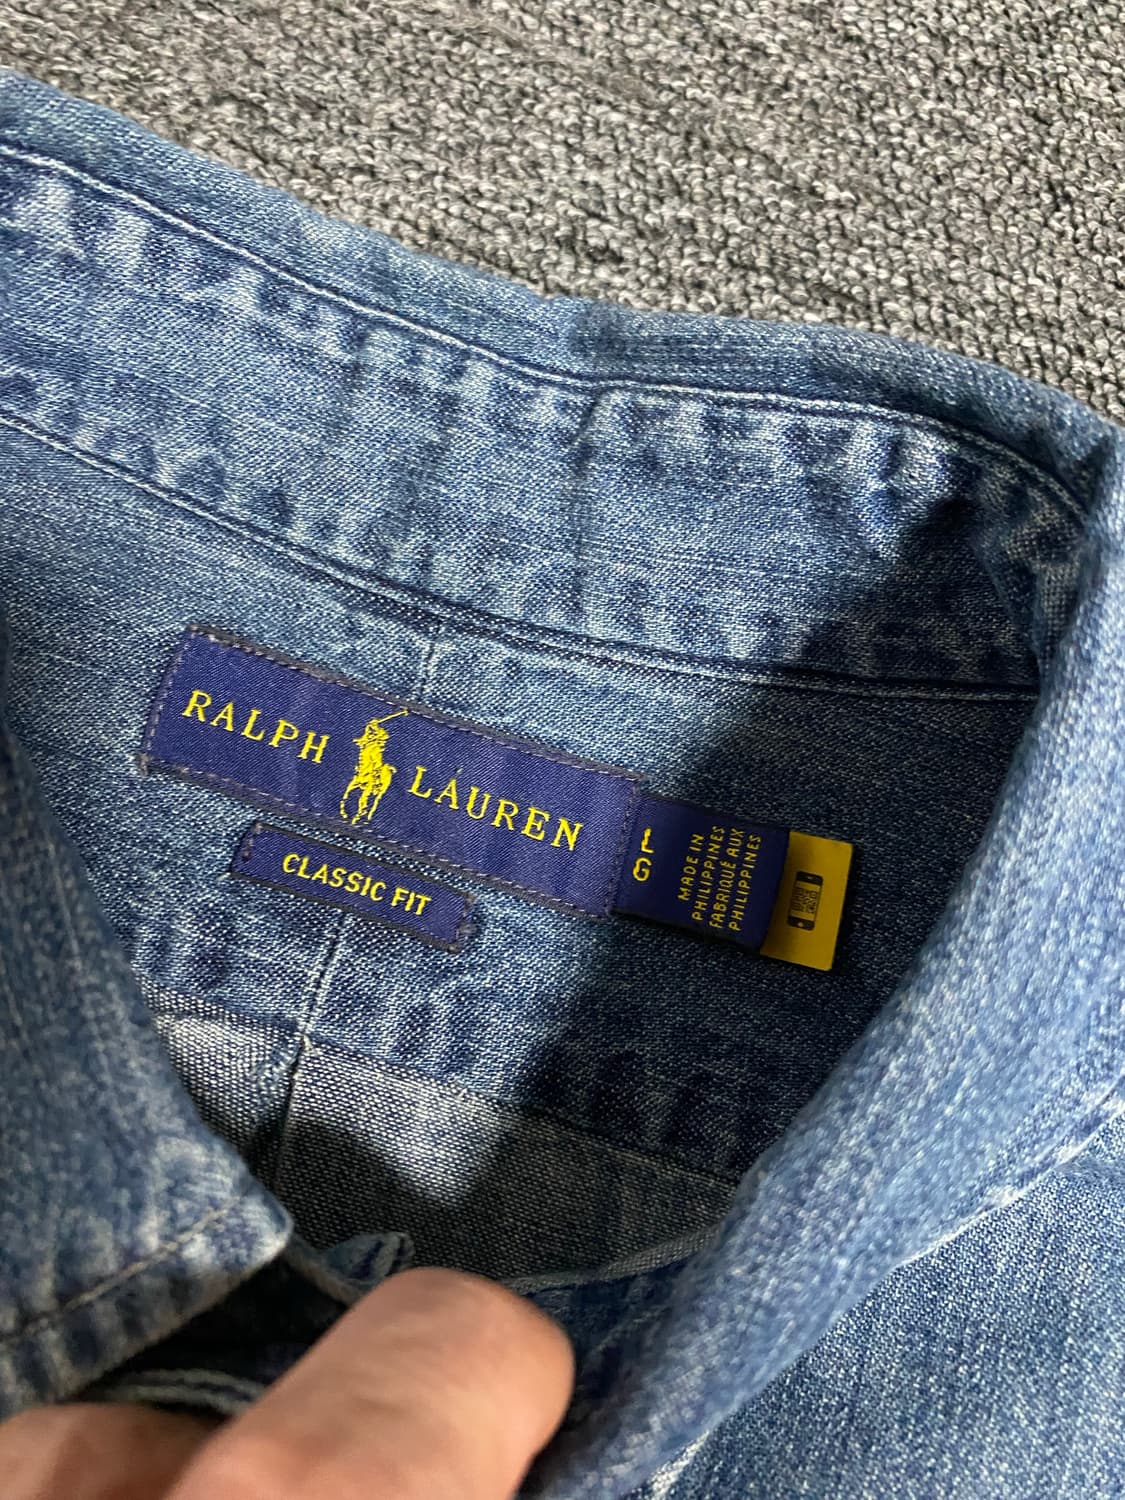 RALPH LAUREN
CLASSIC FIT
L
G
MADE IN
PHILIPPINES
FABRIQUÉ AUX
PHILIPPINES